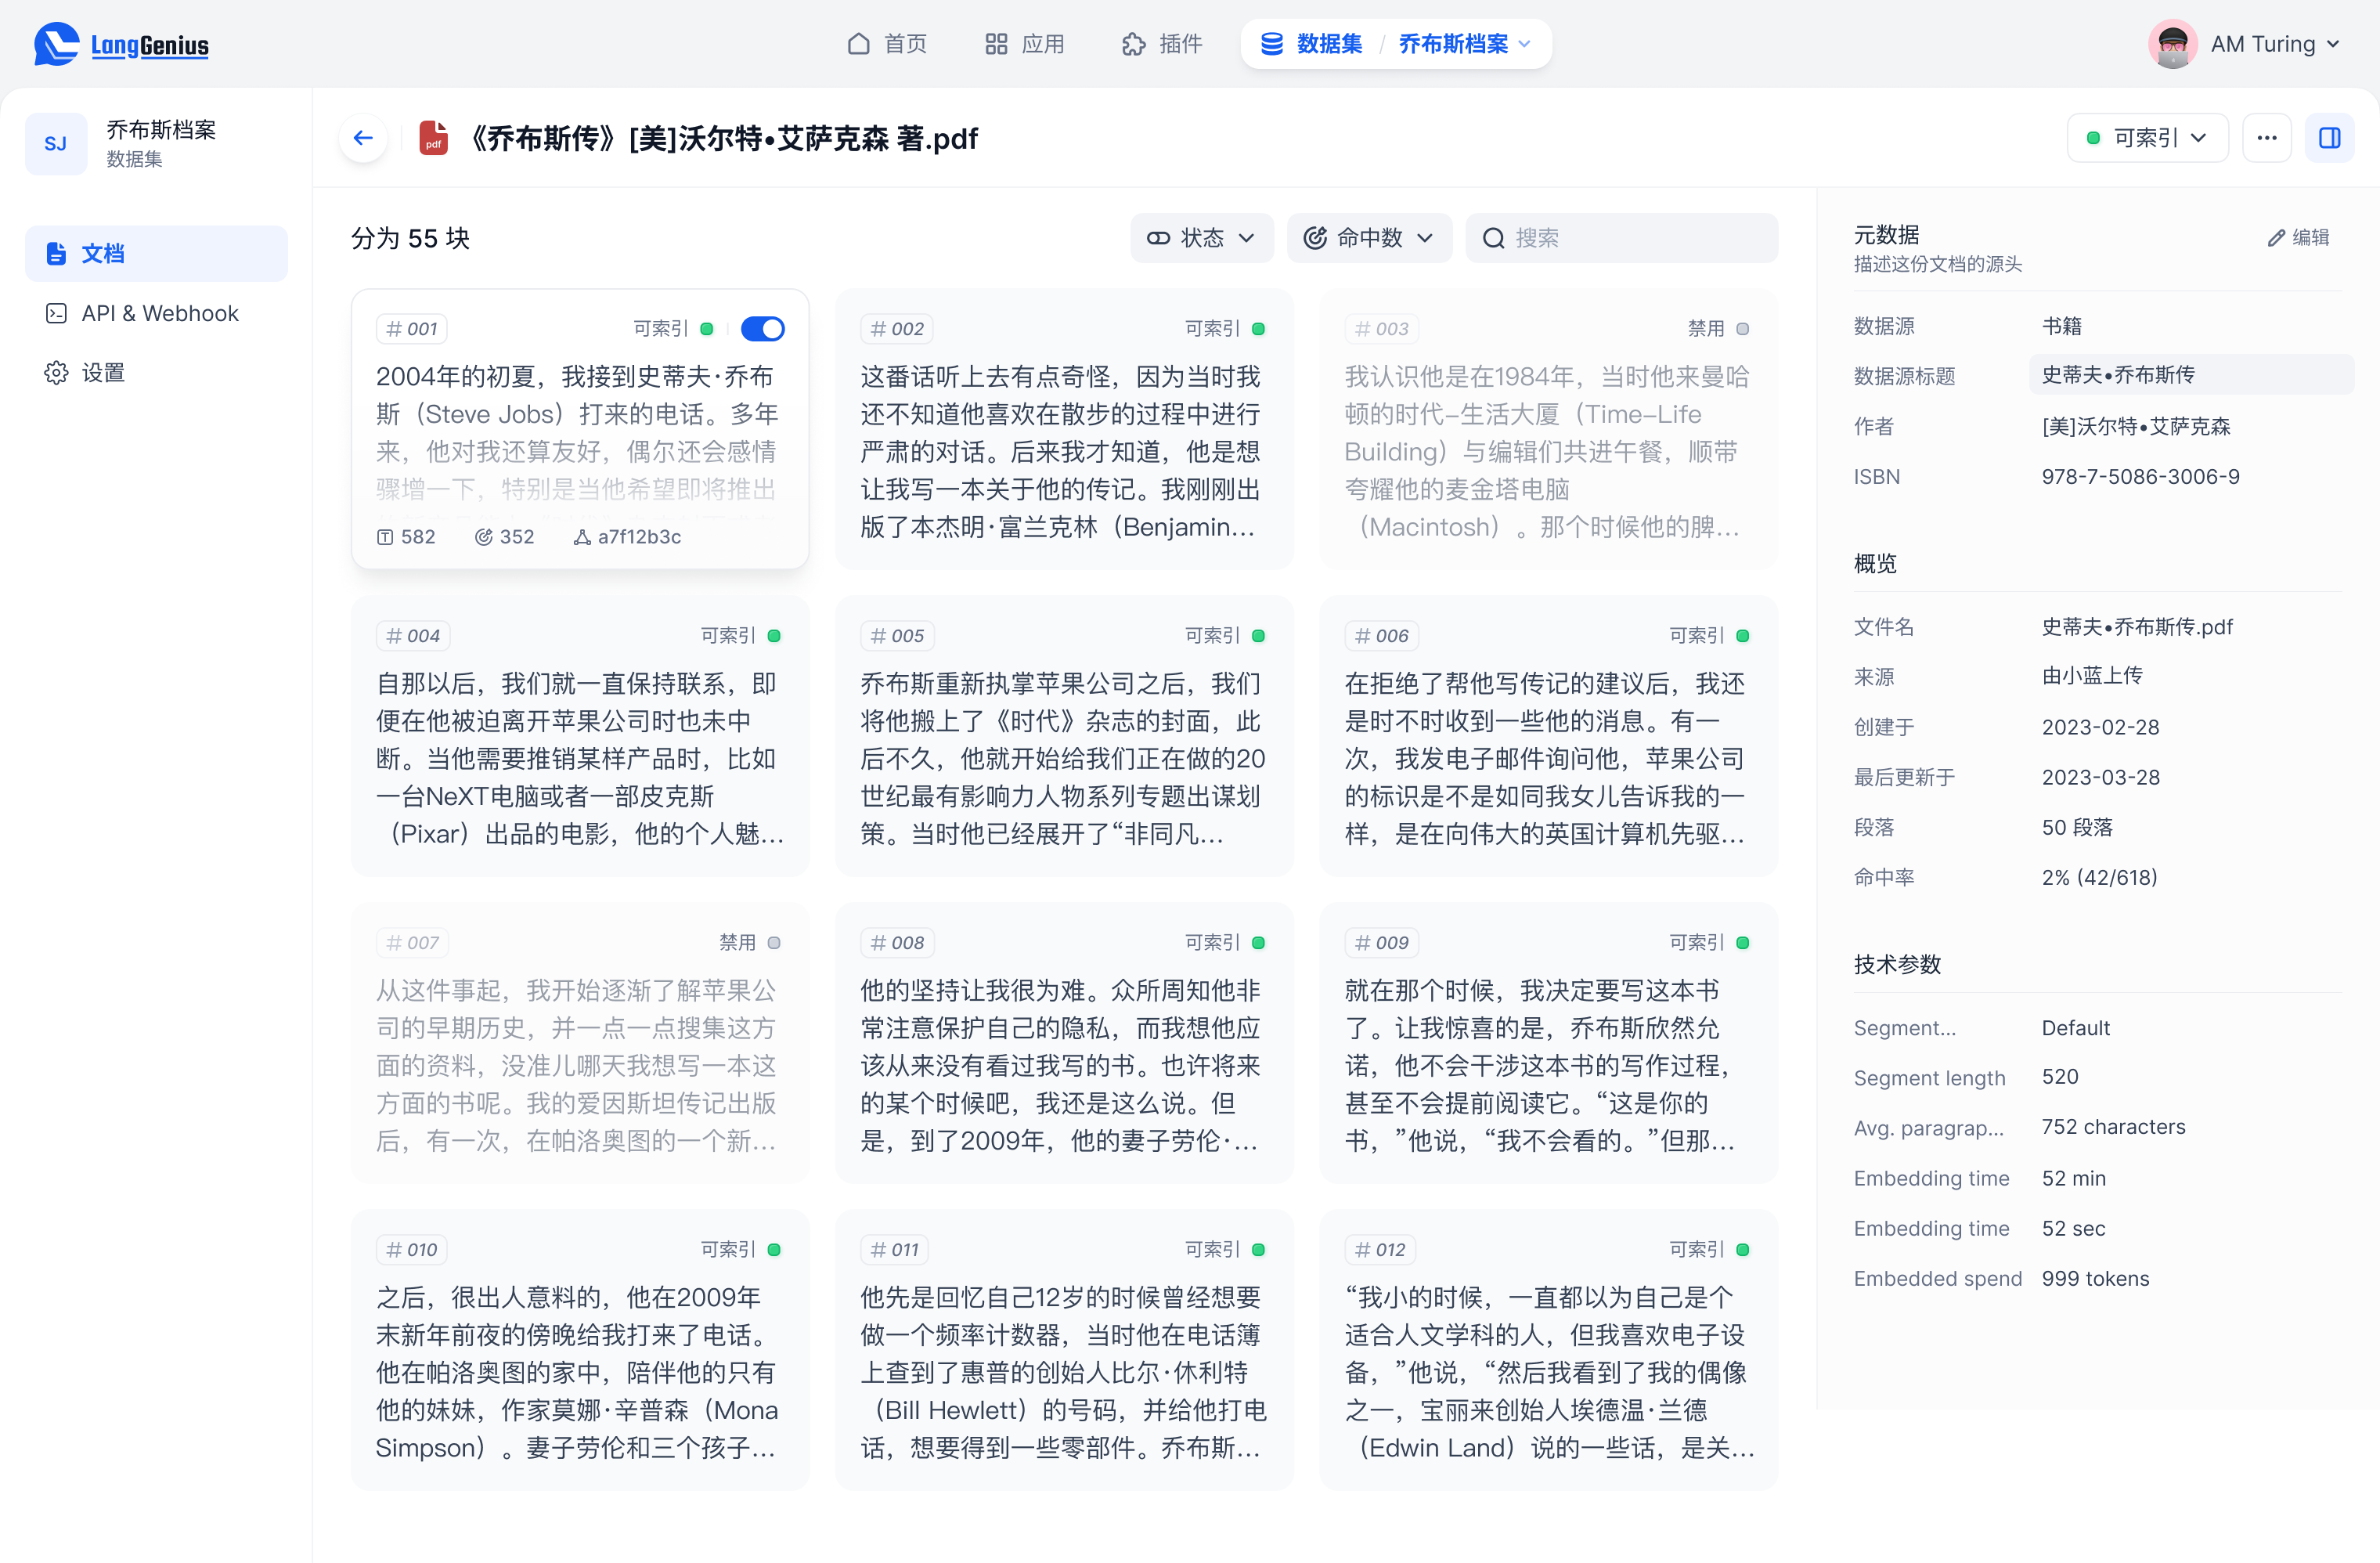 LangGenius
首页
应用
插件
数据集 / 乔布斯档案
AM Turing
SJ
乔布斯档案
数据集
文档
API & Webhook
设置
pdf
《乔布斯传》[美]沃尔特•艾萨克森 著.pdf
可索引
分为 55 块
状态
命中数
搜索
# 001
可索引
2004年的初夏，我接到史蒂夫·乔布
斯（Steve Jobs）打来的电话。多年
来，他对我还算友好，偶尔还会感情
骤增一下，特别是当他希望即将推出
582
352
a7f12b3c
# 002
可索引
这番话听上去有点奇怪，因为当时我
还不知道他喜欢在散步的过程中进行
严肃的对话。后来我才知道，他是想
让我写一本关于他的传记。我刚刚出
版了本杰明·富兰克林（Benjamin...
# 003
禁用
我认识他是在1984年，当时他来曼哈
顿的时代–生活大厦（Time–Life
Building）与编辑们共进午餐，顺带
夸耀他的麦金塔电脑
（Macintosh）。那个时候他的脾...
# 004
可索引
自那以后，我们就一直保持联系，即
便在他被迫离开苹果公司时也未中
断。当他需要推销某样产品时，比如
一台NeXT电脑或者一部皮克斯
（Pixar）出品的电影，他的个人魅...
# 005
可索引
乔布斯重新执掌苹果公司之后，我们
将他搬上了《时代》杂志的封面，此
后不久，他就开始给我们正在做的20
世纪最有影响力人物系列专题出谋划
策。当时他已经展开了“非同凡...
# 006
可索引
在拒绝了帮他写传记的建议后，我还
是时不时收到一些他的消息。有一
次，我发电子邮件询问他，苹果公司
的标识是不是如同我女儿告诉我的一
样，是在向伟大的英国计算机先驱...
# 007
禁用
从这件事起，我开始逐渐了解苹果公
司的早期历史，并一点一点搜集这方
面的资料，没准儿哪天我想写一本这
方面的书呢。我的爱因斯坦传记出版
后，有一次，在帕洛奥图的一个新...
# 008
可索引
他的坚持让我很为难。众所周知他非
常注意保护自己的隐私，而我想他应
该从来没有看过我写的书。也许将来
的某个时候吧，我还是这么说。但
是，到了2009年，他的妻子劳伦·...
# 009
可索引
就在那个时候，我决定要写这本书
了。让我惊喜的是，乔布斯欣然允
诺，他不会干涉这本书的写作过程，
甚至不会提前阅读它。“这是你的
书，”他说，“我不会看的。”但那...
# 010
可索引
之后，很出人意料的，他在2009年
末新年前夜的傍晚给我打来了电话。
他在帕洛奥图的家中，陪伴他的只有
他的妹妹，作家莫娜·辛普森（Mona
Simpson）。妻子劳伦和三个孩子...
# 011
可索引
他先是回忆自己12岁的时候曾经想要
做一个频率计数器，当时他在电话簿
上查到了惠普的创始人比尔·休利特
（Bill Hewlett）的号码，并给他打电
话，想要得到一些零部件。乔布斯...
# 012
可索引
“我小的时候，一直都以为自己是个
适合人文学科的人，但我喜欢电子设
备，”他说，“然后我看到了我的偶像
之一，宝丽来创始人埃德温·兰德
（Edwin Land）说的一些话，是关...
元数据
编辑
描述这份文档的源头
数据源 书籍
数据源标题 史蒂夫•乔布斯传
作者 [美]沃尔特•艾萨克森
ISBN 978-7-5086-3006-9
概览
文件名 史蒂夫•乔布斯传.pdf
来源 由小蓝上传
创建于 2023-02-28
最后更新于 2023-03-28
段落 50 段落
命中率 2% (42/618)
技术参数
Segment... Default
Segment length 520
Avg. paragrap... 752 characters
Embedding time 52 min
Embedding time 52 sec
Embedded spend 999 tokens